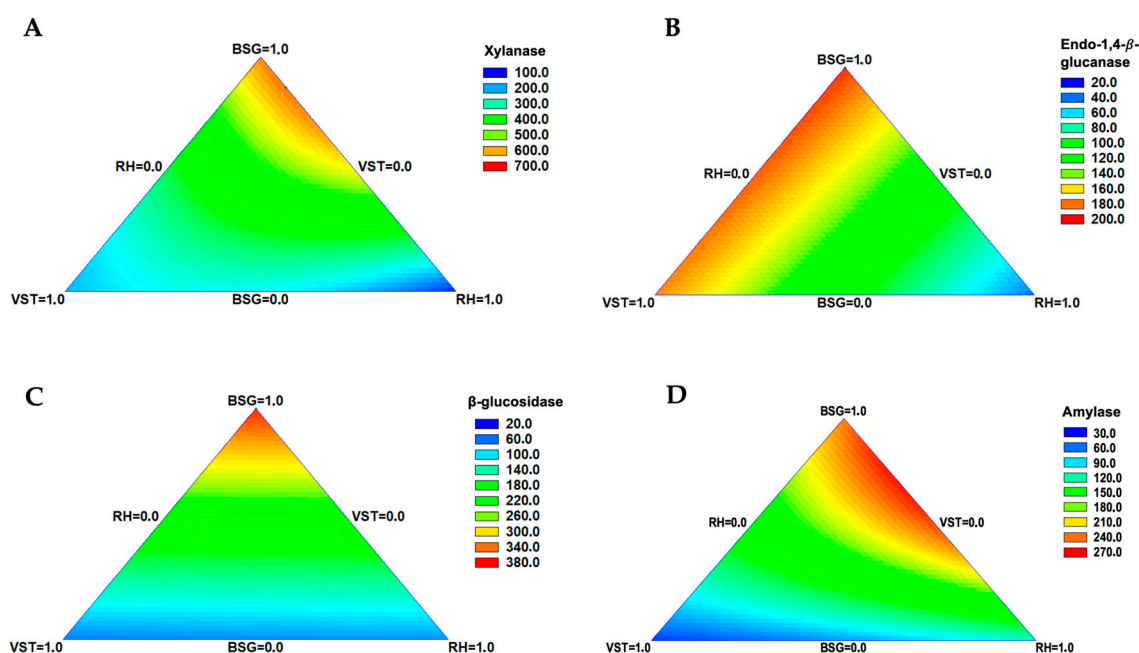 A
BSG=1.0
Xylanase
100.0
200.0
300.0
400.0
500.0
600.0
700.0
RH=0.0
VST=0.0
VST=1.0
BSG=0.0
RH=1.0
B
BSG=1.0
Endo-1,4-β-
glucanase
20.0
40.0
60.0
80.0
100.0
120.0
140.0
160.0
180.0
200.0
RH=0.0
VST=0.0
VST=1.0
BSG=0.0
RH=1.0
C
BSG=1.0
β-glucosidase
20.0
60.0
100.0
140.0
180.0
220.0
260.0
300.0
340.0
380.0
RH=0.0
VST=0.0
VST=1.0
BSG=0.0
RH=1.0
D
BSG=1.0
Amylase
30.0
60.0
90.0
120.0
150.0
180.0
210.0
240.0
270.0
RH=0.0
VST=0.0
VST=1.0
BSG=0.0
RH=1.0